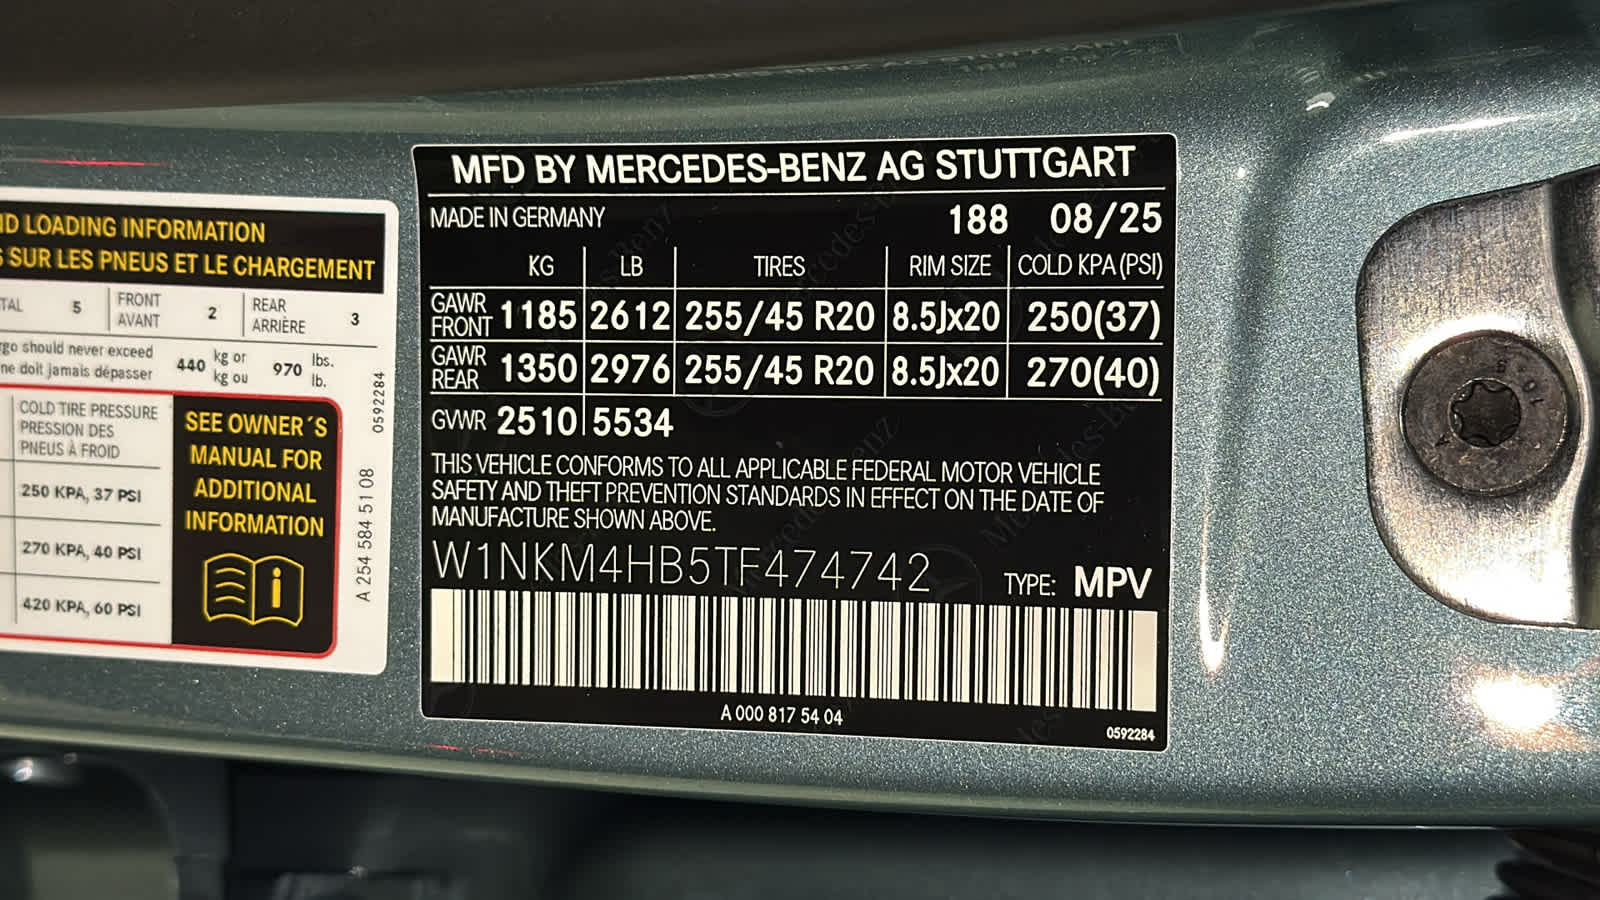 ND LOADING INFORMATION
SUR LES PNEUS ET LE CHARGEMENT
TAL 5 FRONT AVANT 2 REAR ARRIÈRE 3
rgo should never exceed
ne doit jamais dépasser
440 kg or kg ou 970 lbs. lb.
COLD TIRE PRESSURE
PRESSION DES
PNEUS À FROID
250 KPA, 37 PSI
270 KPA, 40 PSI
420 KPA, 60 PSI
SEE OWNER´S
MANUAL FOR
ADDITIONAL
INFORMATION
0592284
A 254 584 51 08
MFD BY MERCEDES-BENZ AG STUTTGART
MADE IN GERMANY 188 08/25
KG LB TIRES RIM SIZE COLD KPA (PSI)
GAWR FRONT 1185 2612 255/45 R20 8.5Jx20 250(37)
GAWR REAR 1350 2976 255/45 R20 8.5Jx20 270(40)
GVWR 2510 5534
THIS VEHICLE CONFORMS TO ALL APPLICABLE FEDERAL MOTOR VEHICLE
SAFETY AND THEFT PREVENTION STANDARDS IN EFFECT ON THE DATE OF
MANUFACTURE SHOWN ABOVE.
W1NKM4HB5TF474742 TYPE: MPV
A 000 817 54 04
0592284